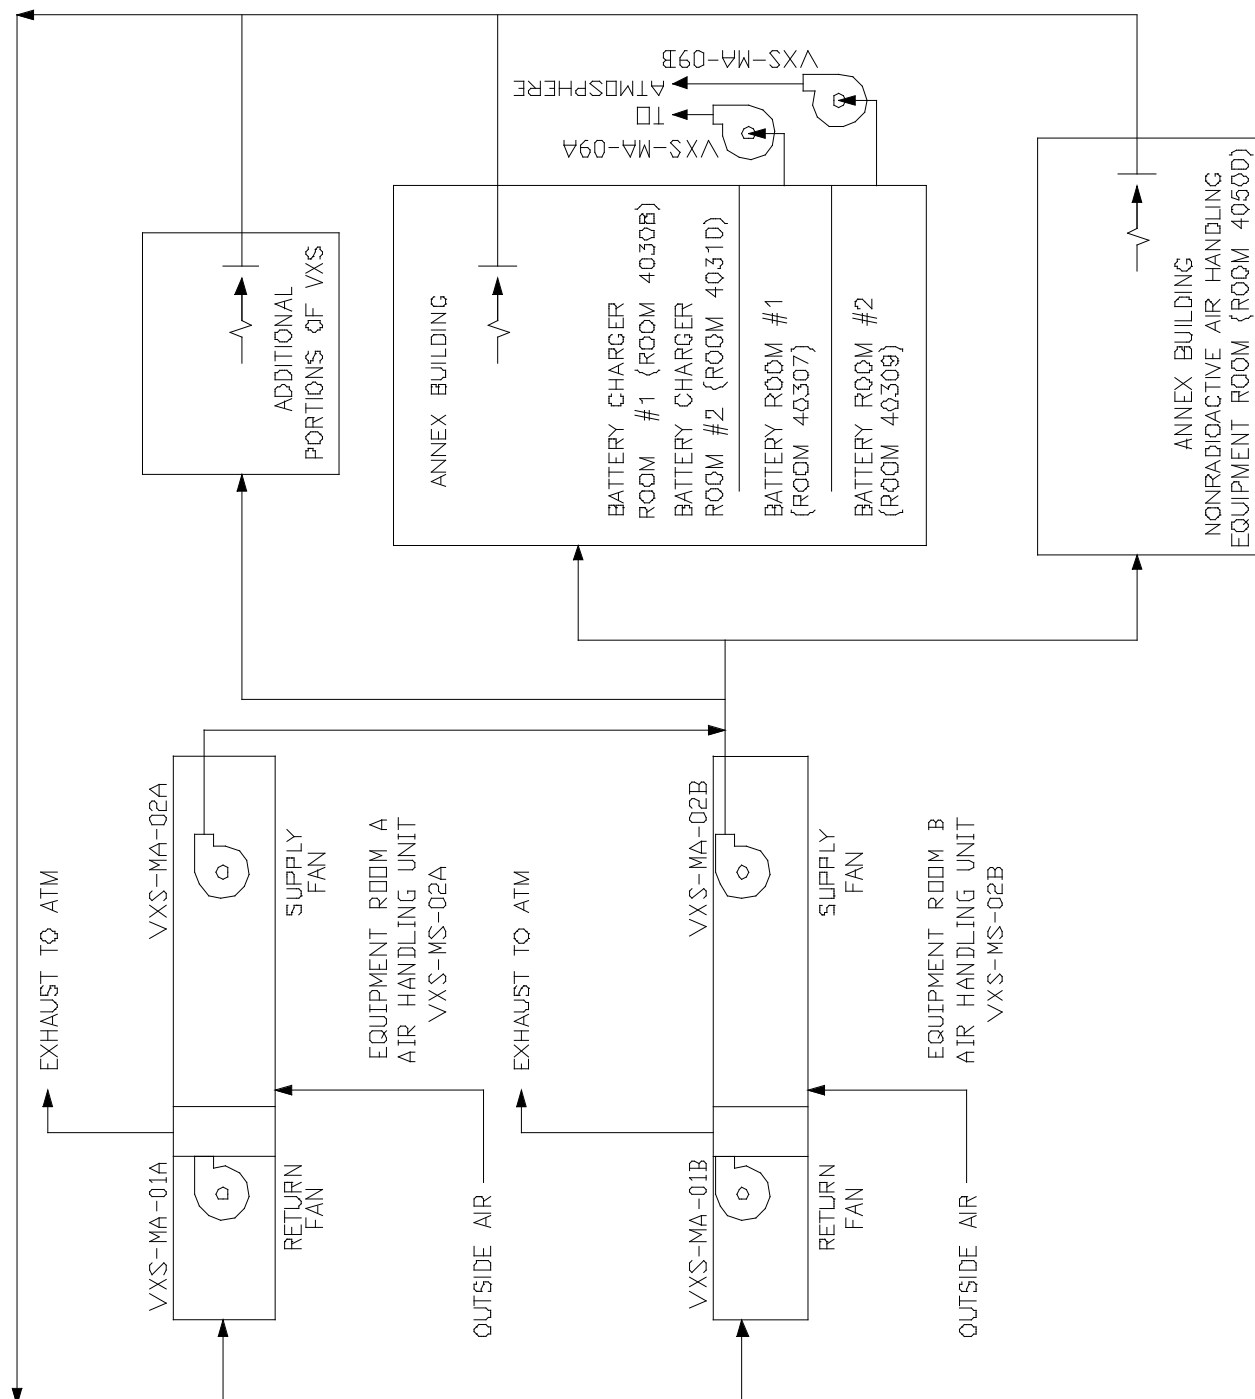 VXS-MA-09B
ATMOSPHERE
TO
VXS-MA-09A
ADDITIONAL
PORTIONS OF VXS
ANNEX BUILDING
BATTERY CHARGER
ROOM #1 (ROOM 40308)
BATTERY CHARGER
ROOM #2 (ROOM 40310)
BATTERY ROOM #1
(ROOM 40307)
BATTERY ROOM #2
(ROOM 40309)
ANNEX BUILDING
NONRADIOACTIVE AIR HANDLING
EQUIPMENT ROOM (ROOM 40500)
EXHAUST TO ATM
VXS-MA-02A
SUPPLY
FAN
EQUIPMENT ROOM A
AIR HANDLING UNIT
VXS-MS-02A
VXS-MA-01A
RETURN
FAN
OUTSIDE AIR
EXHAUST TO ATM
VXS-MA-02B
SUPPLY
FAN
EQUIPMENT ROOM B
AIR HANDLING UNIT
VXS-MS-02B
VXS-MA-01B
RETURN
FAN
OUTSIDE AIR